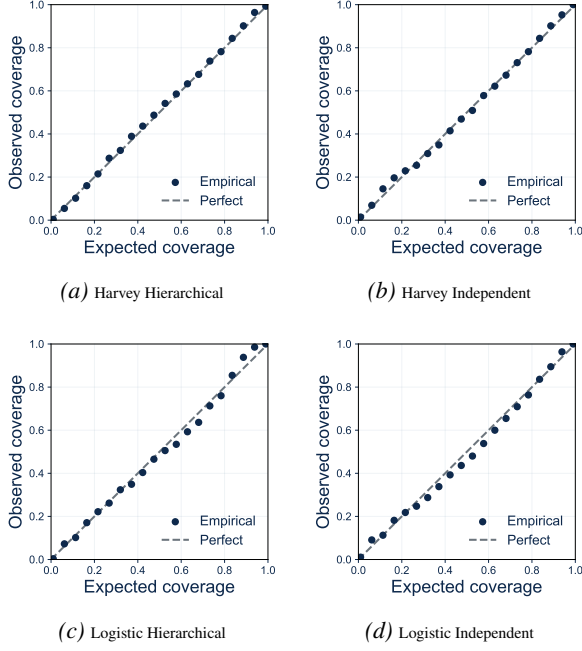 1.0
0.8
0.6
0.4
0.2
0.0
Observed coverage
Empirical
Perfect
0.0 0.2 0.4 0.6 0.8 1.0
Expected coverage
(a) Harvey Hierarchical
1.0
0.8
0.6
0.4
0.2
0.0
Observed coverage
Empirical
Perfect
0.0 0.2 0.4 0.6 0.8 1.0
Expected coverage
(b) Harvey Independent
1.0
0.8
0.6
0.4
0.2
0.0
Observed coverage
Empirical
Perfect
0.0 0.2 0.4 0.6 0.8 1.0
Expected coverage
(c) Logistic Hierarchical
1.0
0.8
0.6
0.4
0.2
0.0
Observed coverage
Empirical
Perfect
0.0 0.2 0.4 0.6 0.8 1.0
Expected coverage
(d) Logistic Independent